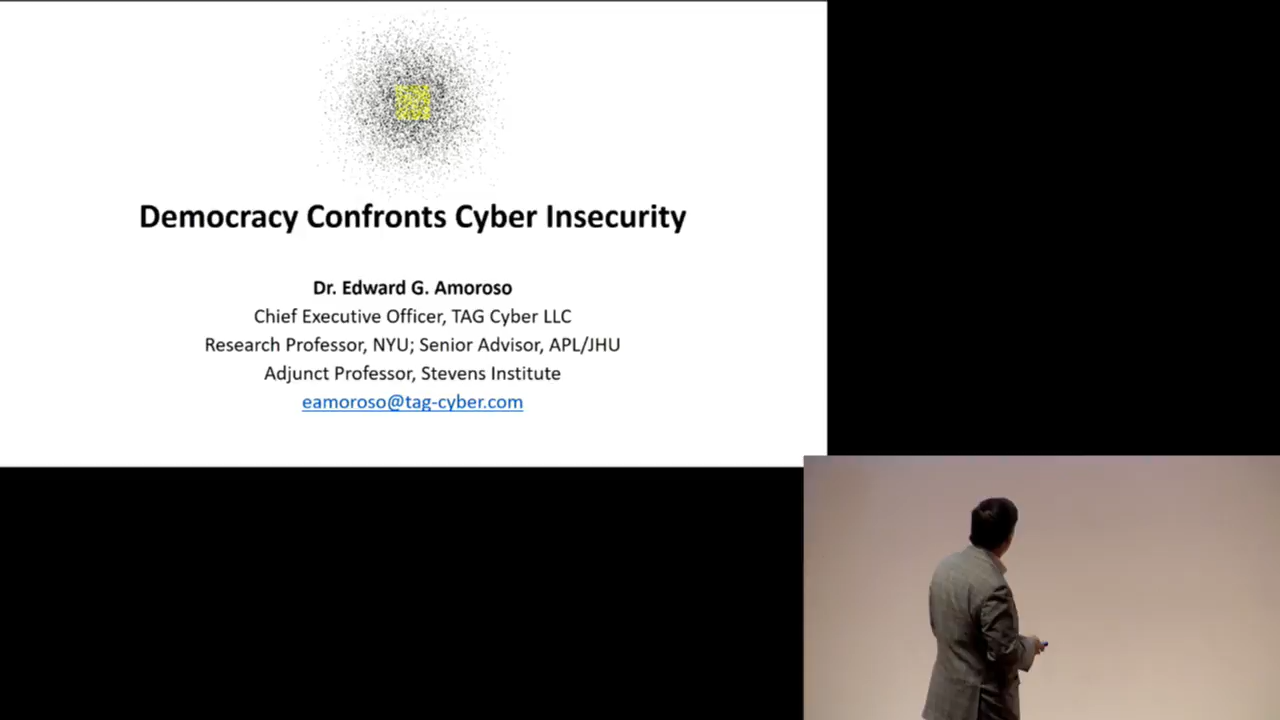 Democracy Confronts Cyber Insecurity
Dr. Edward G. Amoroso
Chief Executive Officer, TAG Cyber LLC
Research Professor, NYU; Senior Advisor, APL/JHU
Adjunct Professor, Stevens Institute
eamoroso@tag-cyber.com